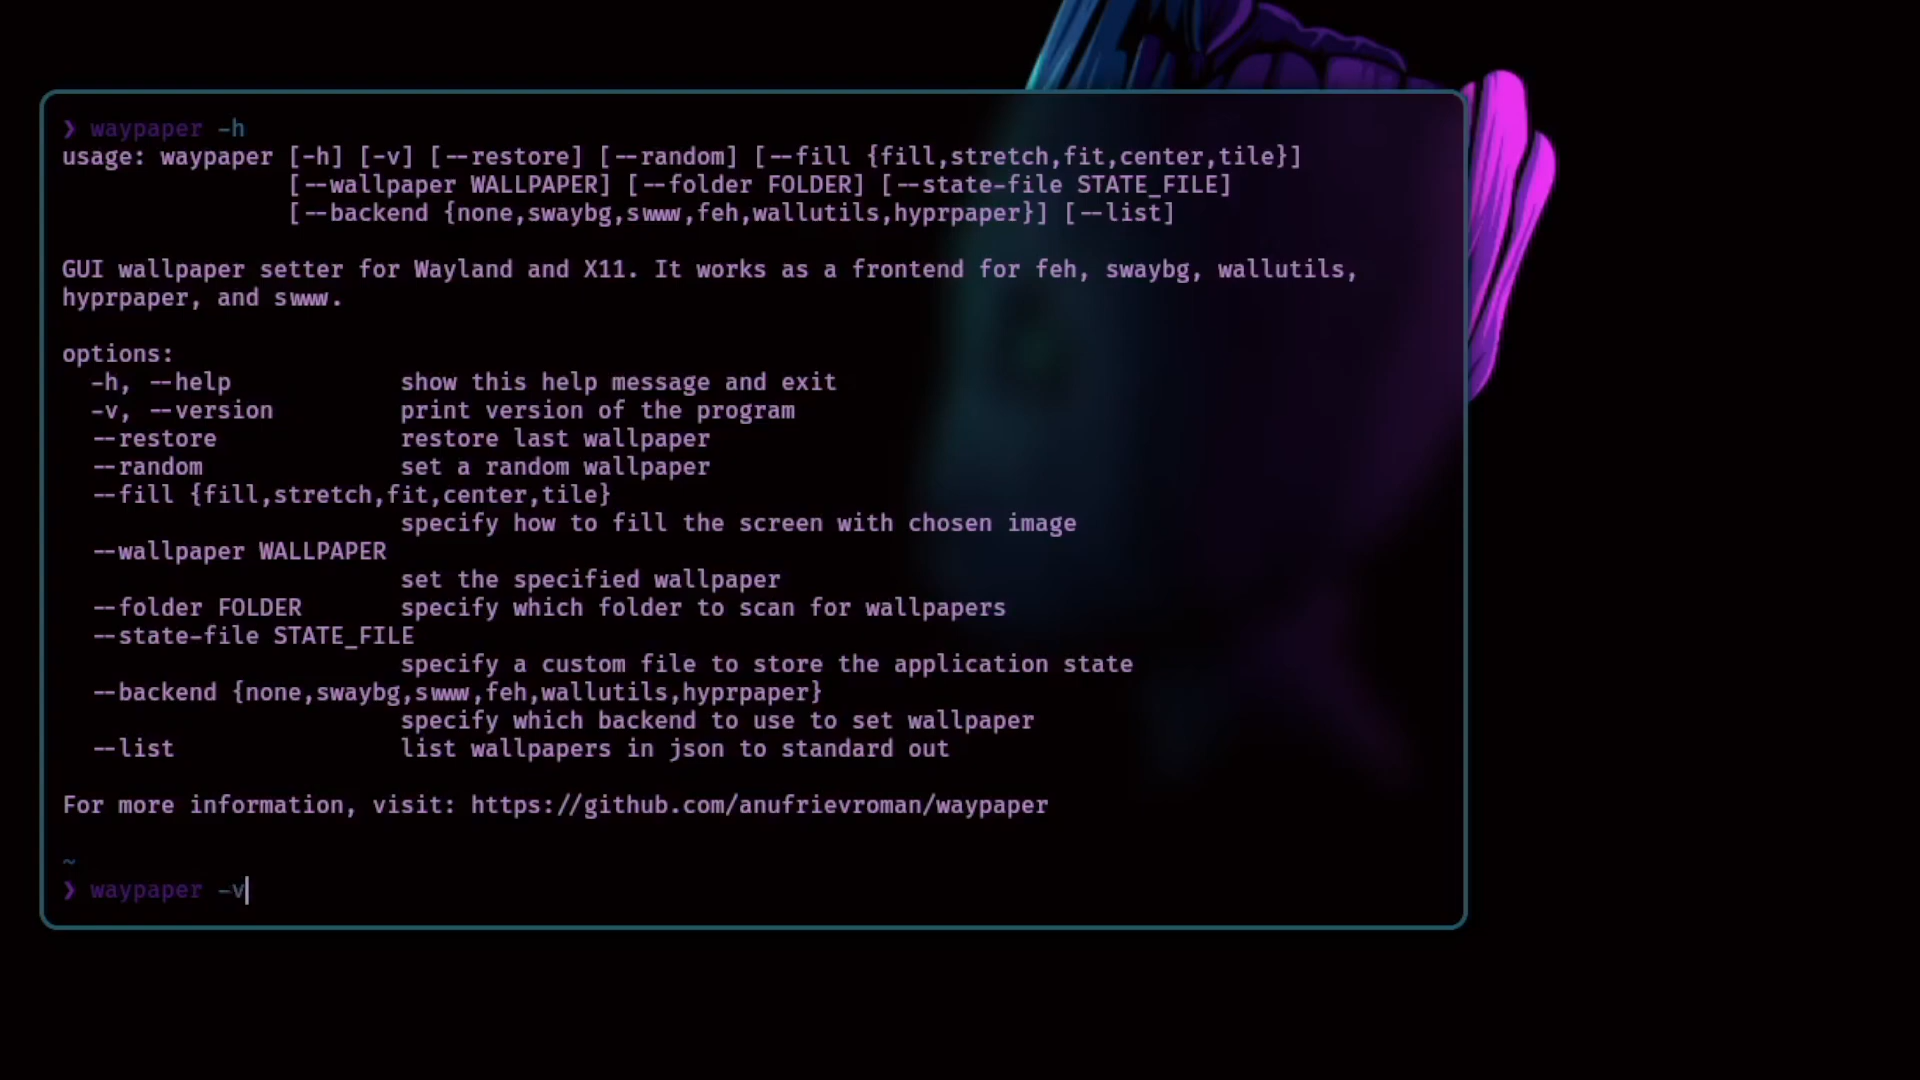 ❯ waypaper -h
usage: waypaper [-h] [-v] [--restore] [--random] [--fill {fill,stretch,fit,center,tile}]
                [--wallpaper WALLPAPER] [--folder FOLDER] [--state-file STATE_FILE]
                [--backend {none,swaybg,swww,feh,wallutils,hyprpaper}] [--list]

GUI wallpaper setter for Wayland and X11. It works as a frontend for feh, swaybg, wallutils,
hyprpaper, and swww.

options:
  -h, --help            show this help message and exit
  -v, --version         print version of the program
  --restore             restore last wallpaper
  --random              set a random wallpaper
  --fill {fill,stretch,fit,center,tile}
                        specify how to fill the screen with chosen image
  --wallpaper WALLPAPER
                        set the specified wallpaper
  --folder FOLDER       specify which folder to scan for wallpapers
  --state-file STATE_FILE
                        specify a custom file to store the application state
  --backend {none,swaybg,swww,feh,wallutils,hyprpaper}
                        specify which backend to use to set wallpaper
  --list                list wallpapers in json to standard out

For more information, visit: https://github.com/anufrievroman/waypaper

~
❯ waypaper -v